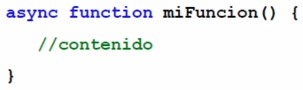 async function miFuncion() {
//contenido
}